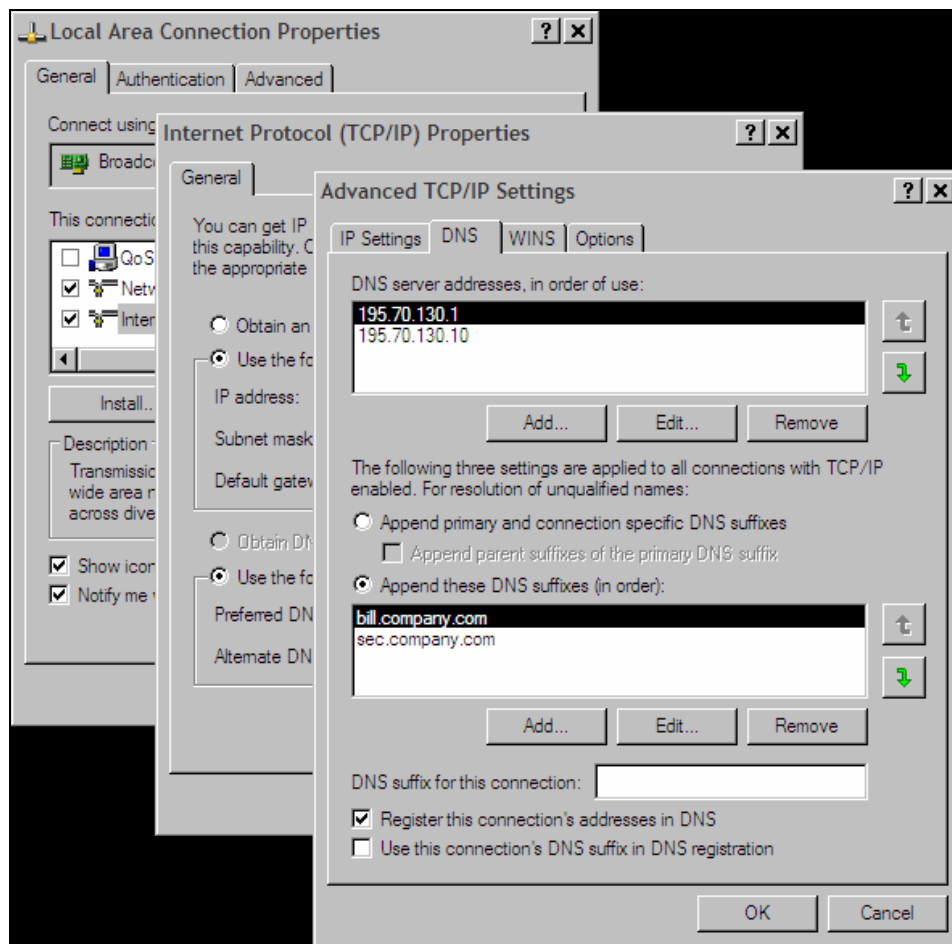 Local Area Connection Properties
General Authentication Advanced
Connect using
Broadco
This connectio
QoS
Netw
Inter
Install...
Description
Transmissio
wide area n
across dive
Show icon
Notify me
Internet Protocol (TCP/IP) Properties
General
You can get IP
this capability. C
the appropriate
Obtain an
Use the fo
IP address:
Subnet mask
Default gatew
Obtain DN
Use the fo
Preferred DN
Alternate DN
Advanced TCP/IP Settings
IP Settings DNS WINS Options
DNS server addresses, in order of use:
195.70.130.1
195.70.130.10
Add... Edit... Remove
The following three settings are applied to all connections with TCP/IP
enabled. For resolution of unqualified names:
Append primary and connection specific DNS suffixes
Append parent suffixes of the primary DNS suffix
Append these DNS suffixes (in order):
bill.company.com
sec.company.com
Add... Edit... Remove
DNS suffix for this connection:
Register this connection's addresses in DNS
Use this connection's DNS suffix in DNS registration
OK Cancel